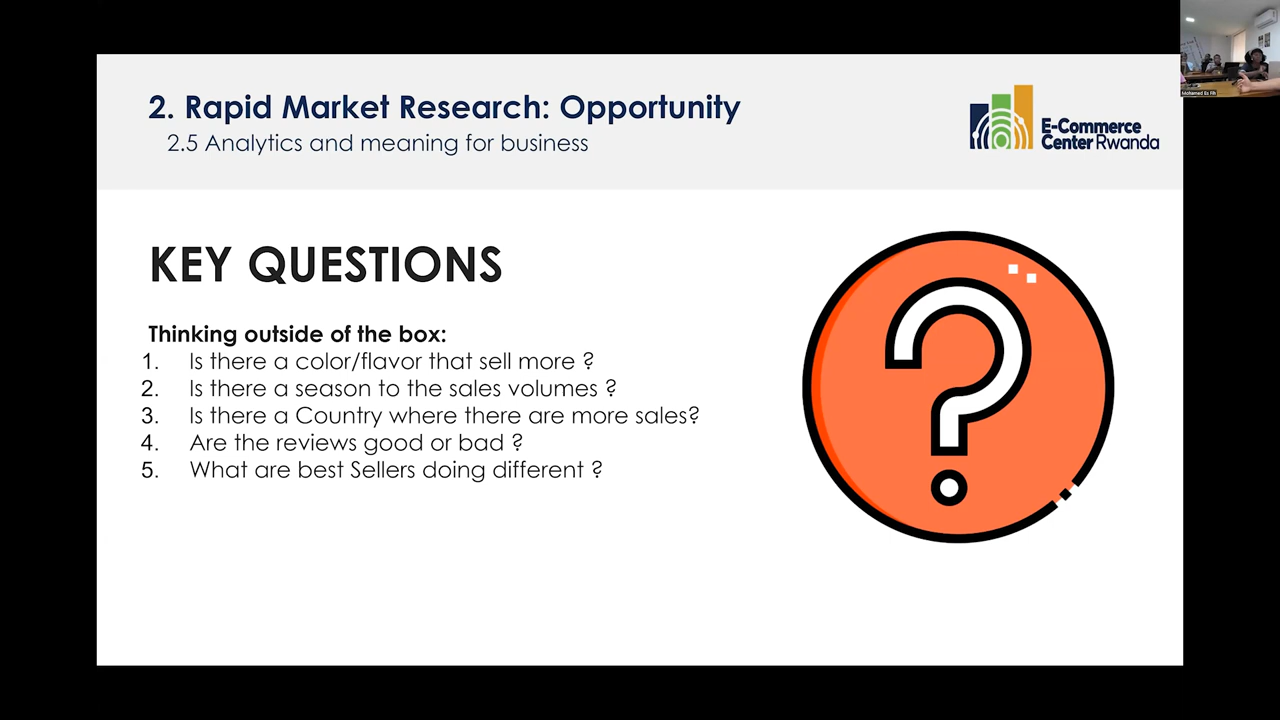 2. Rapid Market Research: Opportunity
2.5 Analytics and meaning for business
E-Commerce
Center Rwanda
KEY QUESTIONS
Thinking outside of the box:
1. Is there a color/flavor that sell more ?
2. Is there a season to the sales volumes ?
3. Is there a Country where there are more sales?
4. Are the reviews good or bad ?
5. What are best Sellers doing different ?